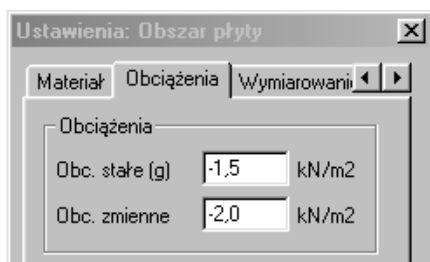 Ustawienia: Obszar płyty
Materiał Obciążenia Wymiarowani
Obciążenia
Obc. stałe (g) -1,5 kN/m2
Obc. zmienne -2,0 kN/m2